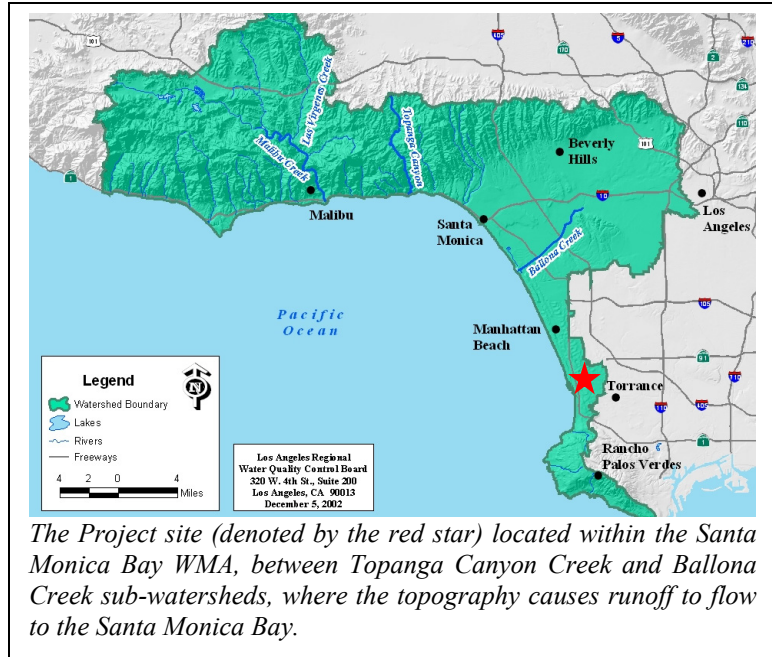 101
405
170
5
210
2
134
110
Las Virgenes Creek
Topanga Canyon
Malibu Creek
Beverly
Hills
101
10
1
Malibu
Santa
Monica
Los
Angeles
Ballona Creek
Pacific
Ocean
105
Manhattan
Beach
91
Torrance
110
405
710
1
Rancho
Palos Verdes
Legend
N
Watershed Boundary
Lakes
Rivers
Freeways
4 2 0 4
Miles
Los Angeles Regional
Water Quality Control Board
320 W. 4th St., Suite 200
Los Angeles, CA 90013
December 5, 2002
The Project site (denoted by the red star) located within the Santa
Monica Bay WMA, between Topanga Canyon Creek and Ballona
Creek sub-watersheds, where the topography causes runoff to flow
to the Santa Monica Bay.